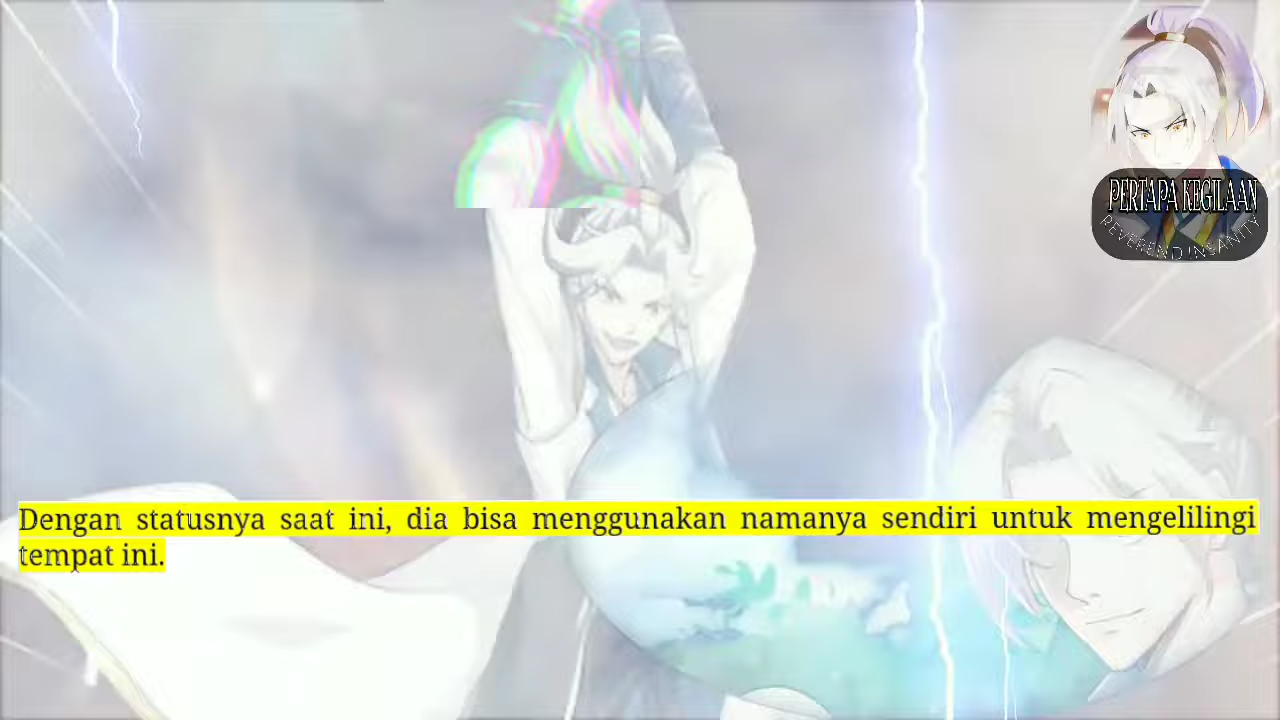 PERTAPA KEGILAAN
REVEREND INSANITY
Dengan statusnya saat ini, dia bisa menggunakan namanya sendiri untuk mengelilingi
tempat ini.